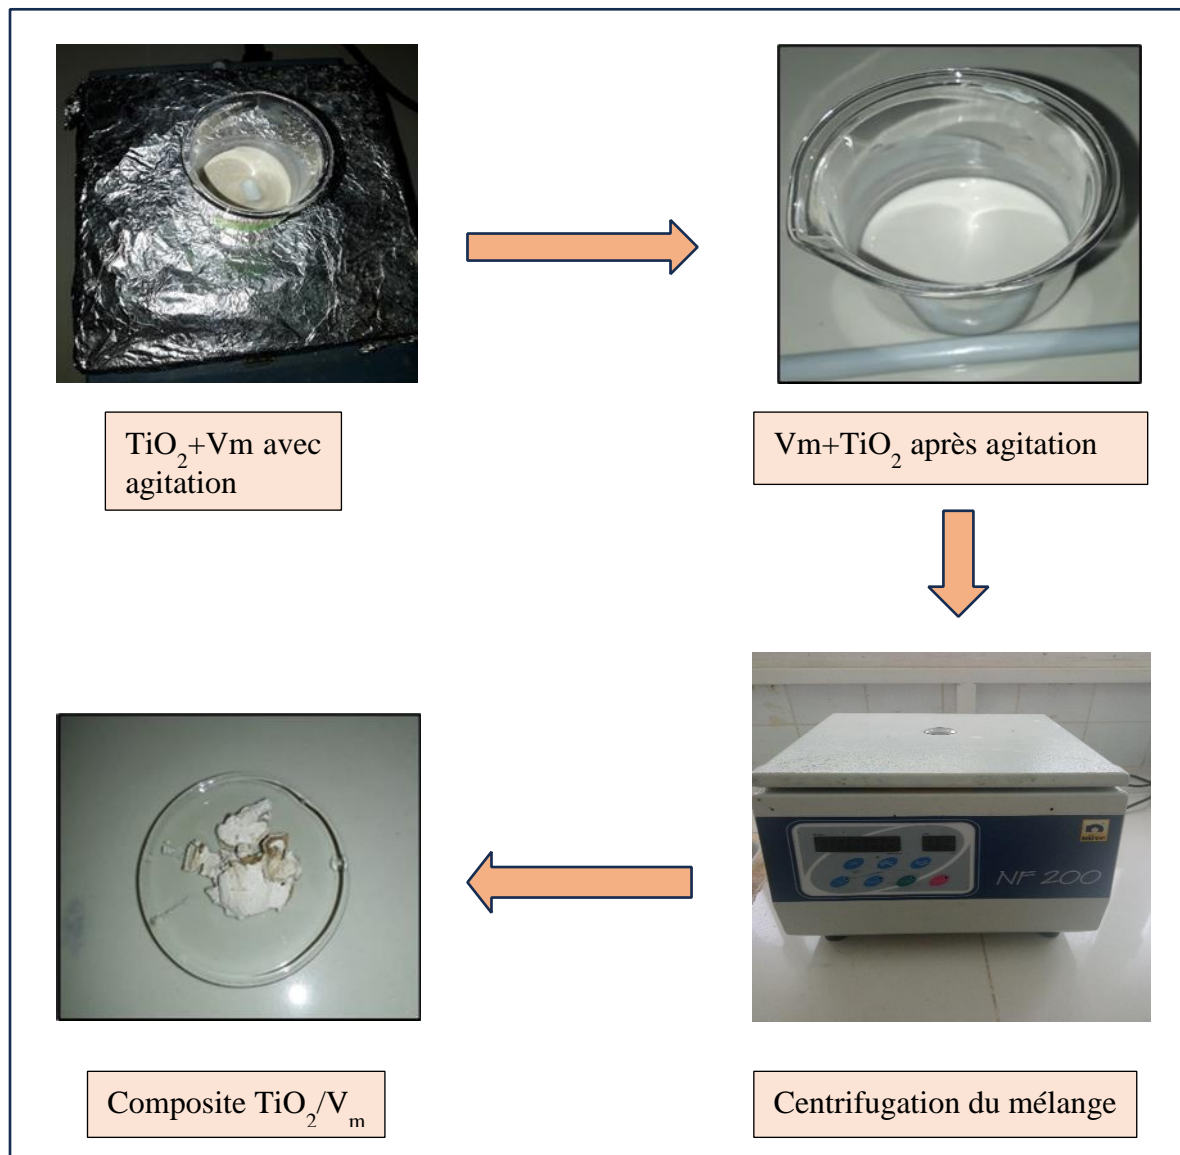 TiO₂+Vm avec
agitation
Vm+TiO₂ après agitation
NF 200
Composite TiO₂/Vₘ
Centrifugation du mélange